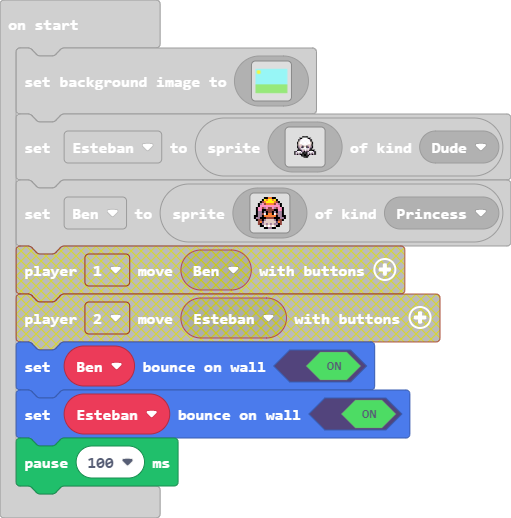 on start
set background image to
set Esteban to sprite of kind Dude
set Ben to sprite of kind Princess
player 1 move Ben with buttons
player 2 move Esteban with buttons
set Ben bounce on wall ON
set Esteban bounce on wall ON
pause 100 ms